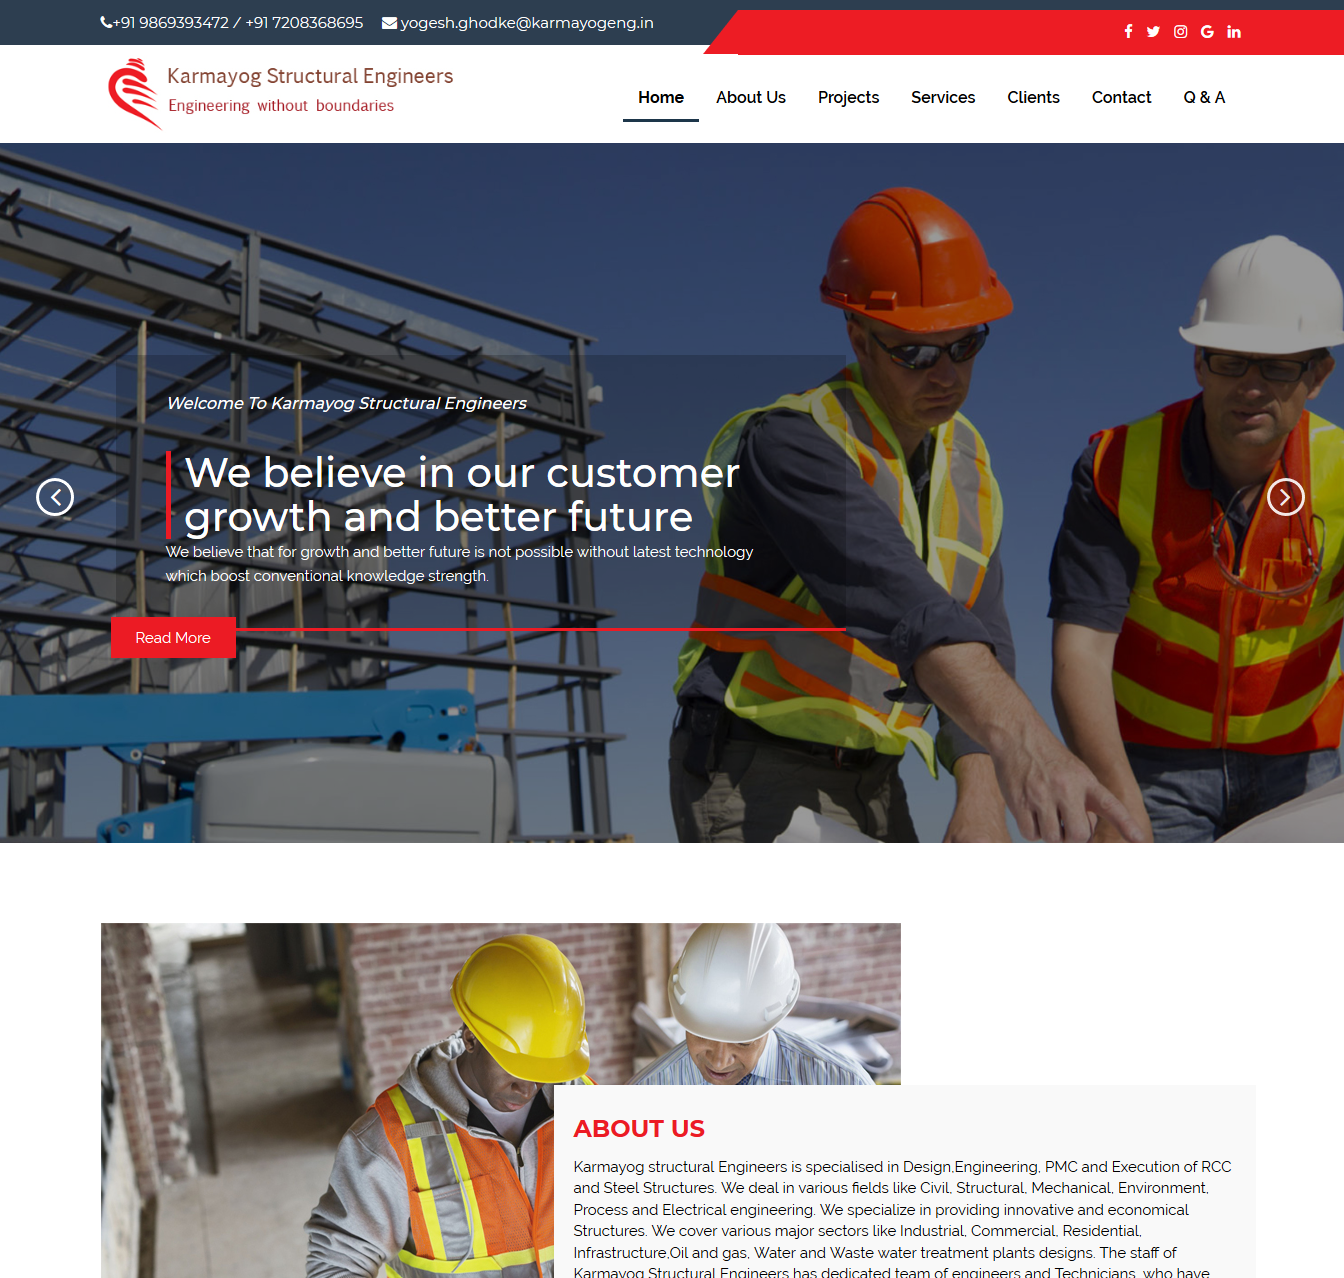 +91 9869393472 / +91 7208368695 yogesh.ghodke@karmayogeng.in
Karmayog Structural Engineers
Engineering without boundaries
Home About Us Projects Services Clients Contact Q & A
Welcome To Karmayog Structural Engineers
We believe in our customer
growth and better future
We believe that for growth and better future is not possible without latest technology
which boost conventional knowledge strength.
Read More
ABOUT US
Karmayog structural Engineers is specialised in Design,Engineering, PMC and Execution of RCC
and Steel Structures. We deal in various fields like Civil, Structural, Mechanical, Environment,
Process and Electrical engineering. We specialize in providing innovative and economical
Structures. We cover various major sectors like Industrial, Commercial, Residential,
Infrastructure,Oil and gas, Water and Waste water treatment plants designs. The staff of
Karmayog Structural Engineers has dedicated team of engineers and Technicians, who have